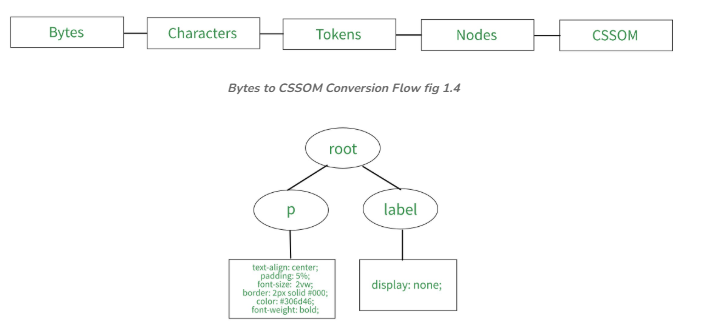 Bytes
Characters
Tokens
Nodes
CSSOM
Bytes to CSSOM Conversion Flow fig 1.4
root
p
label
text-align: center;
padding: 5%;
font-size: 2vw;
border: 2px solid #000;
color: #306d46;
font-weight: bold;
display: none;